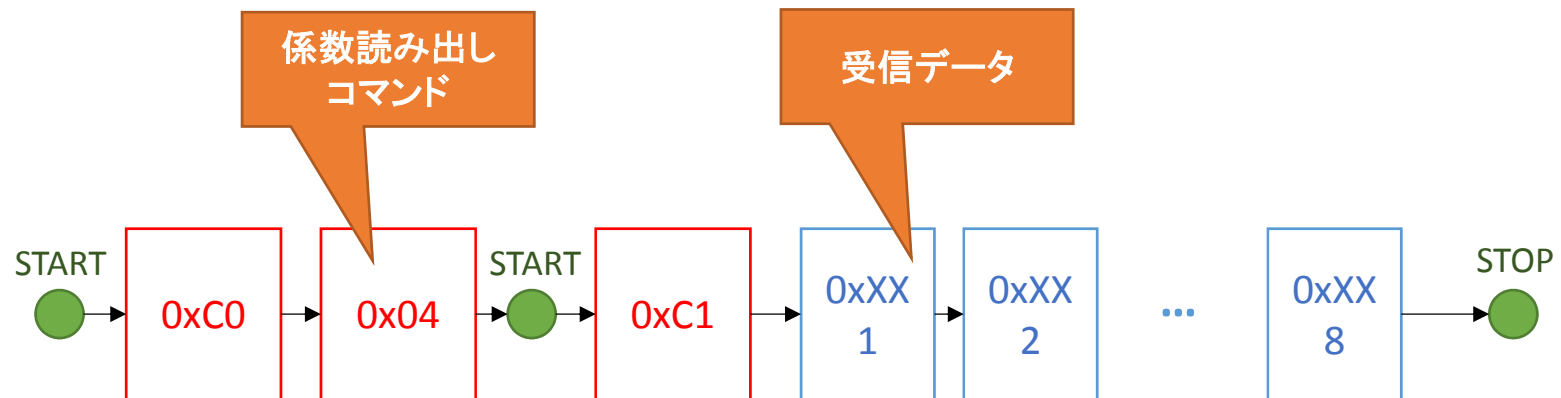 係数読み出し
コマンド
受信データ
START
START
STOP
0xC0
0x04
0xC1
0xXX
1
0xXX
2
...
0xXX
8